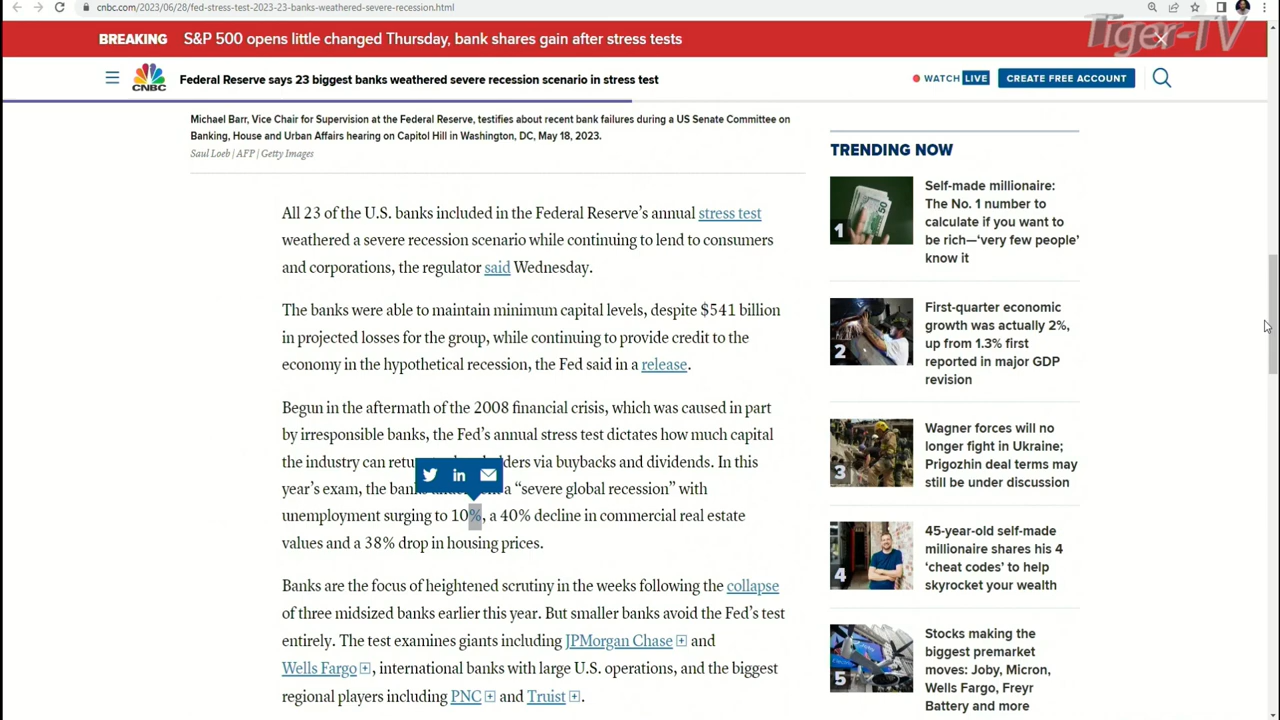 cnbc.com/2023/06/28/fed-stress-test-2023-23-banks-weathered-severe-recession.html
Tiger-TV
BREAKING S&P 500 opens little changed Thursday, bank shares gain after stress tests
CNBC
Federal Reserve says 23 biggest banks weathered severe recession scenario in stress test
WATCH LIVE
CREATE FREE ACCOUNT
Michael Barr, Vice Chair for Supervision at the Federal Reserve, testifies about recent bank failures during a US Senate Committee on
Banking, House and Urban Affairs hearing on Capitol Hill in Washington, DC, May 18, 2023.
Saul Loeb | AFP | Getty Images
All 23 of the U.S. banks included in the Federal Reserve’s annual stress test
weathered a severe recession scenario while continuing to lend to consumers
and corporations, the regulator said Wednesday.
The banks were able to maintain minimum capital levels, despite $541 billion
in projected losses for the group, while continuing to provide credit to the
economy in the hypothetical recession, the Fed said in a release.
Begun in the aftermath of the 2008 financial crisis, which was caused in part
by irresponsible banks, the Fed’s annual stress test dictates how much capital
the industry can via buybacks and dividends. In this
year’s exam, the a “severe global recession” with
unemployment surging to 10%, a 40% decline in commercial real estate
values and a 38% drop in housing prices.
Banks are the focus of heightened scrutiny in the weeks following the collapse
of three midsized banks earlier this year. But smaller banks avoid the Fed’s test
entirely. The test examines giants including JPMorgan Chase and
Wells Fargo, international banks with large U.S. operations, and the biggest
regional players including PNC and Truist.
TRENDING NOW
1
Self-made millionaire:
The No. 1 number to
calculate if you want to
be rich—‘very few people’
know it
2
First-quarter economic
growth was actually 2%,
up from 1.3% first
reported in major GDP
revision
3
Wagner forces will no
longer fight in Ukraine;
Prigozhin deal terms may
still be under discussion
4
45-year-old self-made
millionaire shares his 4
‘cheat codes’ to help
skyrocket your wealth
5
Stocks making the
biggest premarket
moves: Joby, Micron,
Wells Fargo, Freyr
Battery and more